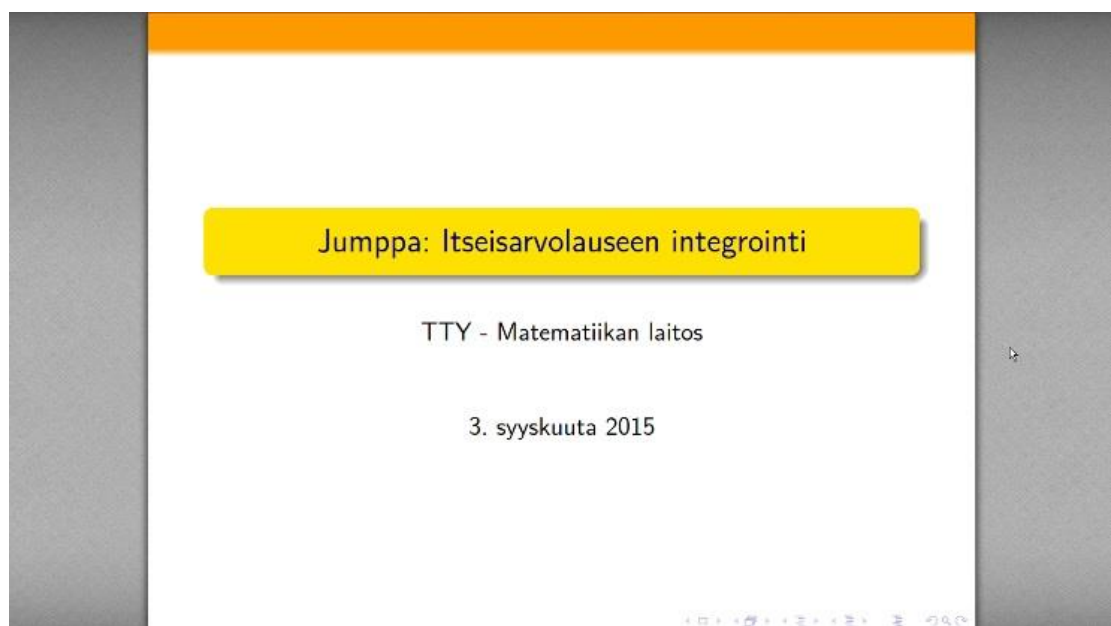 Jumppa: Itseisarvolauseen integrointi
TTY - Matematiikan laitos
3. syyskuuta 2015